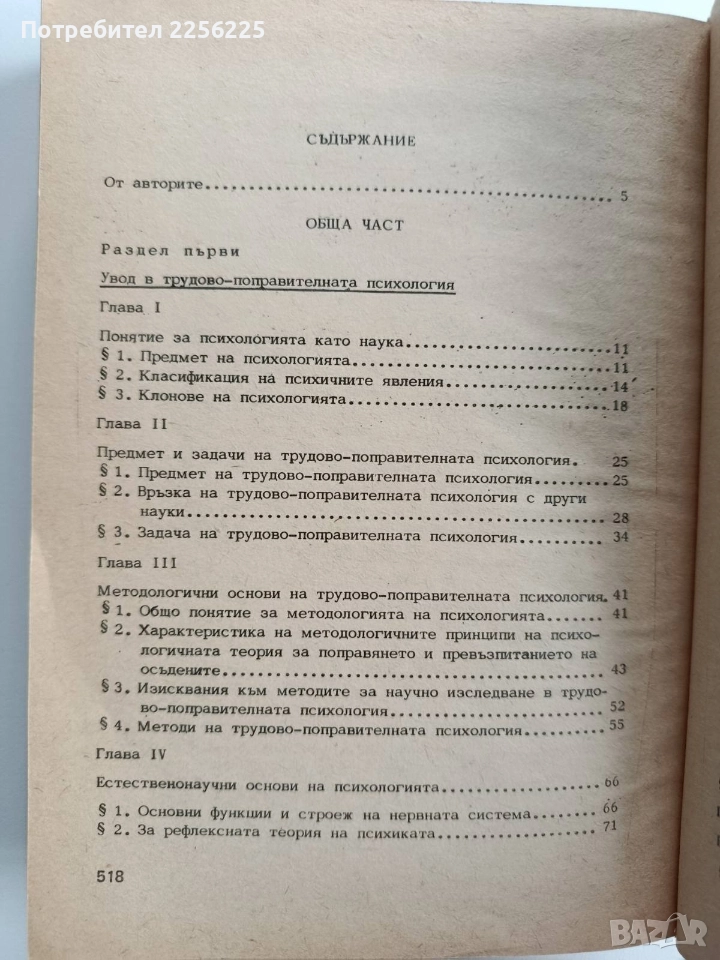 Потребител 2256225
СЪДЪРЖАНИЕ
От авторите........................................................ 5
ОБЩА ЧАСТ
Раздел първи
Увод в трудово-поправителната психология
Глава I
Понятие за психологията като наука.......................11
§ 1. Предмет на психологията..............................11
§ 2. Класификация на психичните явления...................14
§ 3. Клонове на психологията..............................18
Глава II
Предмет и задачи на трудово-поправителната психология. 25
§ 1. Предмет на трудово-поправителната психология.........25
§ 2. Връзка на трудово-поправителната психология с други
науки.....................................................28
§ 3. Задача на трудово-поправителната психология..........34
Глава III
Методологични основи на трудово-поправителната психология. 41
§ 1. Общо понятие за методологията на психологията........41
§ 2. Характеристика на методологичните принципи на психо-
логичната теория за поправянето и превъзпитанието на
осъдените.................................................43
§ 3. Изисквания към методите за научно изследване в трудо-
во-поправителната психология..............................52
§ 4. Методи на трудово-поправителната психология..........55
Глава IV
Естественонаучни основи на психологията...................66
§ 1. Основни функции и строеж на нервната система.........66
§ 2. За рефлексната теория на психиката...................71
518
BAZAR